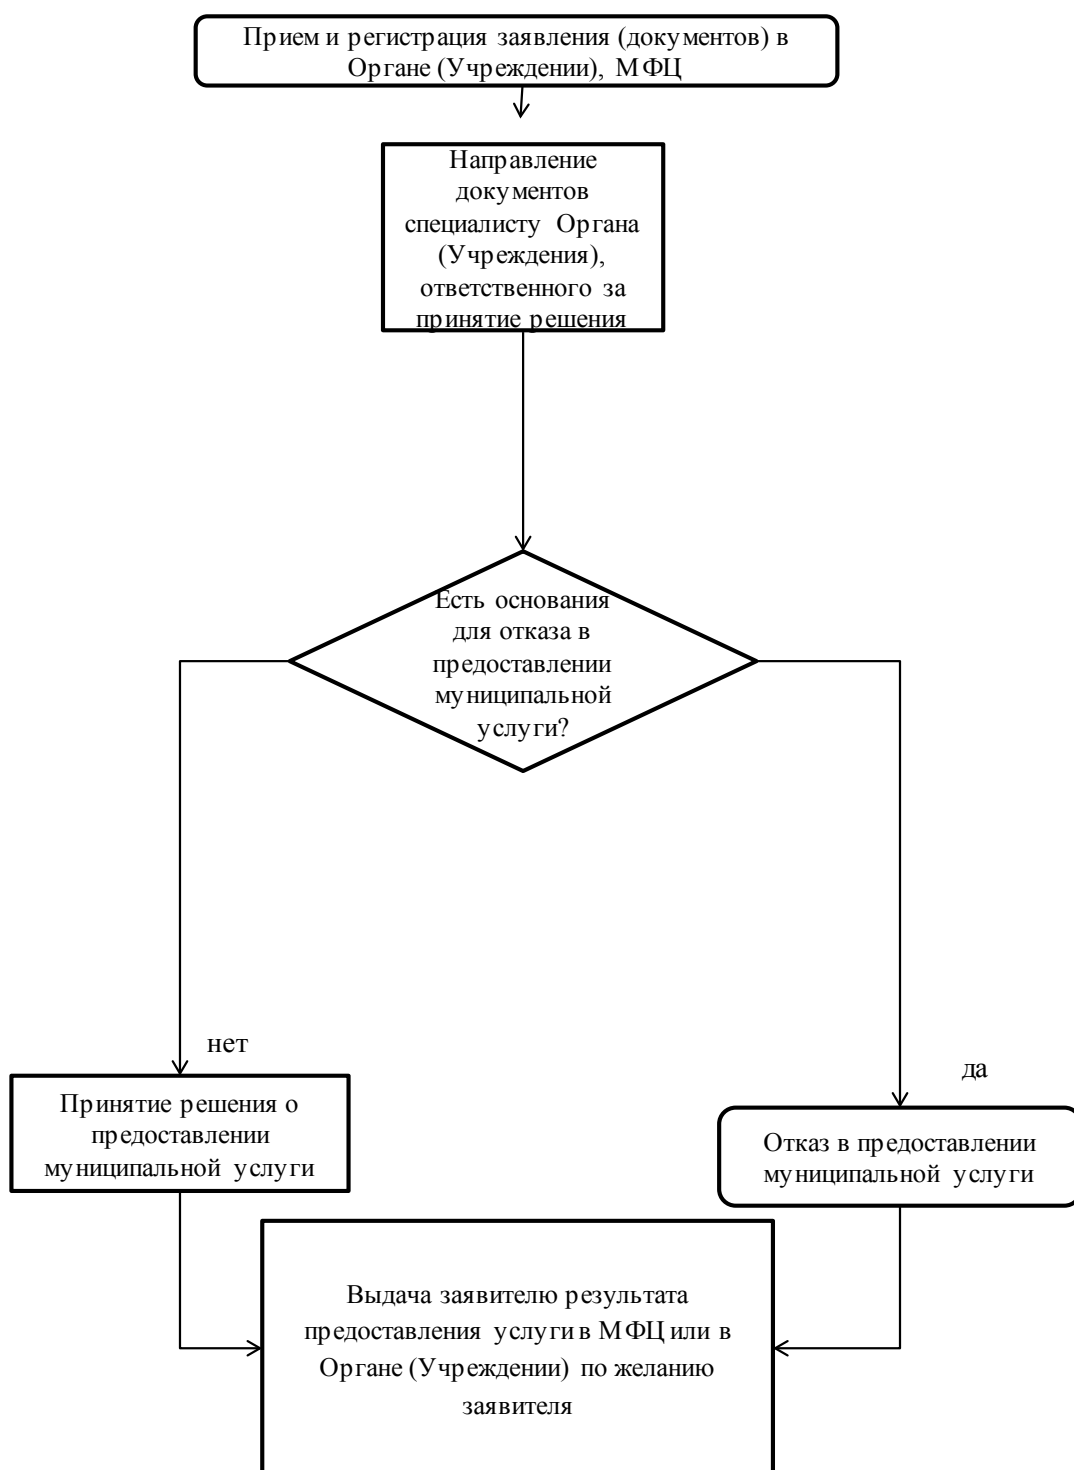 Прием и регистрация заявления (документов) в
Органе (Учреждении), МФЦ
Направление
документов
специалисту Органа
(Учреждения),
ответственного за
принятие решения
Есть основания
для отказа в
предоставлении
муниципальной
услуги?
нет
да
Принятие решения о
предоставлении
муниципальной услуги
Отказ в предоставлении
муниципальной услуги
Выдача заявителю результата
предоставления услуги в МФЦ или в
Органе (Учреждении) по желанию
заявителя